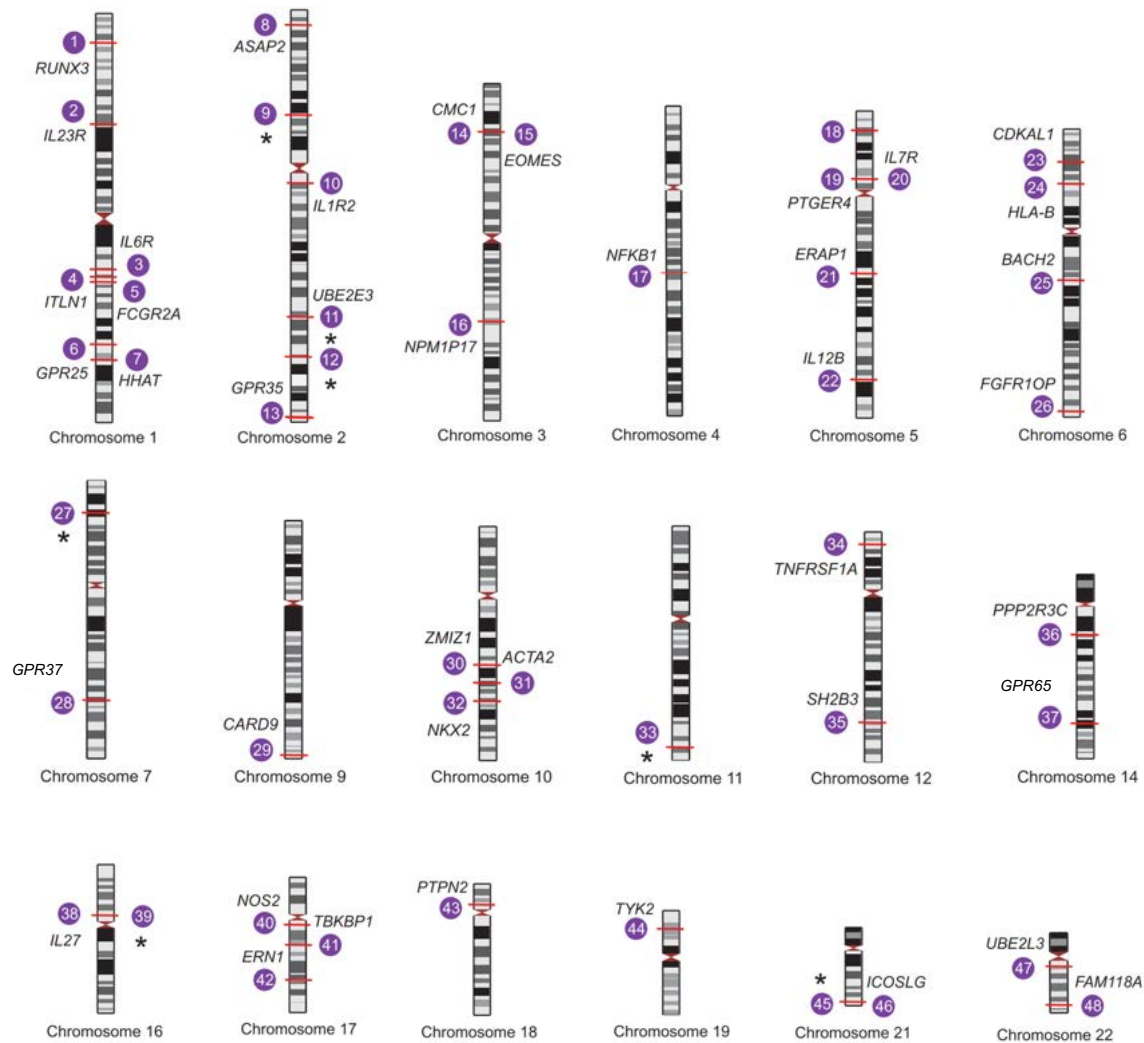 1
RUNX3
2
IL23R
IL6R
3
4
5
ITLN1
FCGR2A
6
7
GPR25
HHAT
Chromosome 1
8
ASAP2
9
*
10
IL1R2
UBE2E3
11
*
12
*
GPR35
13
Chromosome 2
CMC1
14
15
EOMES
16
NPM1P17
Chromosome 3
NFKB1
17
Chromosome 4
18
IL7R
19
20
PTGER4
ERAP1
21
IL12B
22
Chromosome 5
CDKAL1
23
24
HLA-B
BACH2
25
FGFR1OP
26
Chromosome 6
27
*
GPR37
28
Chromosome 7
CARD9
29
Chromosome 9
ZMIZ1
ACTA2
30
31
32
NKX2
Chromosome 10
33
*
Chromosome 11
34
TNFRSF1A
SH2B3
35
Chromosome 12
PPP2R3C
36
GPR65
37
Chromosome 14
38
39
IL27
*
Chromosome 16
NOS2
TBKBP1
40
41
ERN1
42
Chromosome 17
PTPN2
43
Chromosome 18
TYK2
44
Chromosome 19
*
ICOSLG
45
46
Chromosome 21
UBE2L3
47
FAM118A
48
Chromosome 22